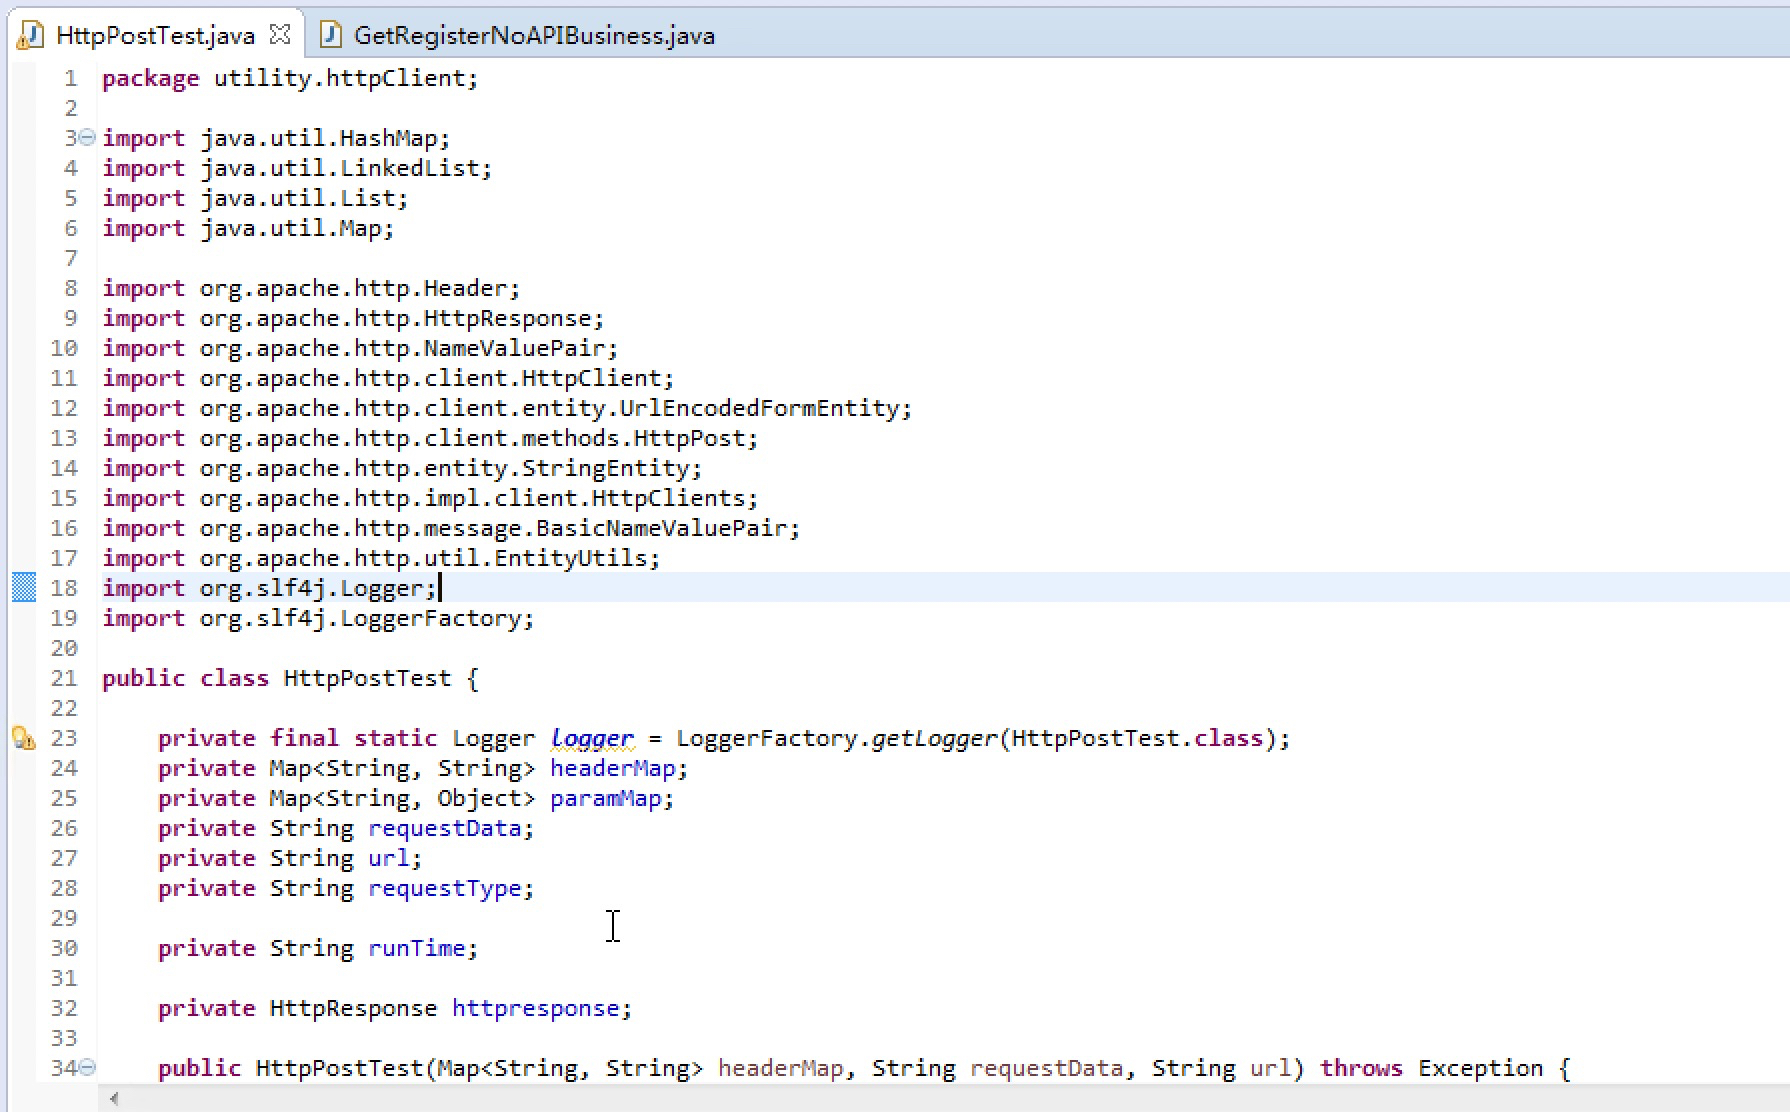 HttpPostTest.java GetRegisterNoAPIBusiness.java
1 package utility.httpClient;
2
3 import java.util.HashMap;
4 import java.util.LinkedList;
5 import java.util.List;
6 import java.util.Map;
7
8 import org.apache.http.Header;
9 import org.apache.http.HttpResponse;
10 import org.apache.http.NameValuePair;
11 import org.apache.http.client.HttpClient;
12 import org.apache.http.client.entity.UrlEncodedFormEntity;
13 import org.apache.http.client.methods.HttpPost;
14 import org.apache.http.entity.StringEntity;
15 import org.apache.http.impl.client.HttpClients;
16 import org.apache.http.message.BasicNameValuePair;
17 import org.apache.http.util.EntityUtils;
18 import org.slf4j.Logger;
19 import org.slf4j.LoggerFactory;
20
21 public class HttpPostTest {
22
23 private final static Logger logger = LoggerFactory.getLogger(HttpPostTest.class);
24 private Map<String, String> headerMap;
25 private Map<String, Object> paramMap;
26 private String requestData;
27 private String url;
28 private String requestType;
29
30 private String runTime;
31
32 private HttpResponse httpresponse;
33
34 public HttpPostTest(Map<String, String> headerMap, String requestData, String url) throws Exception {